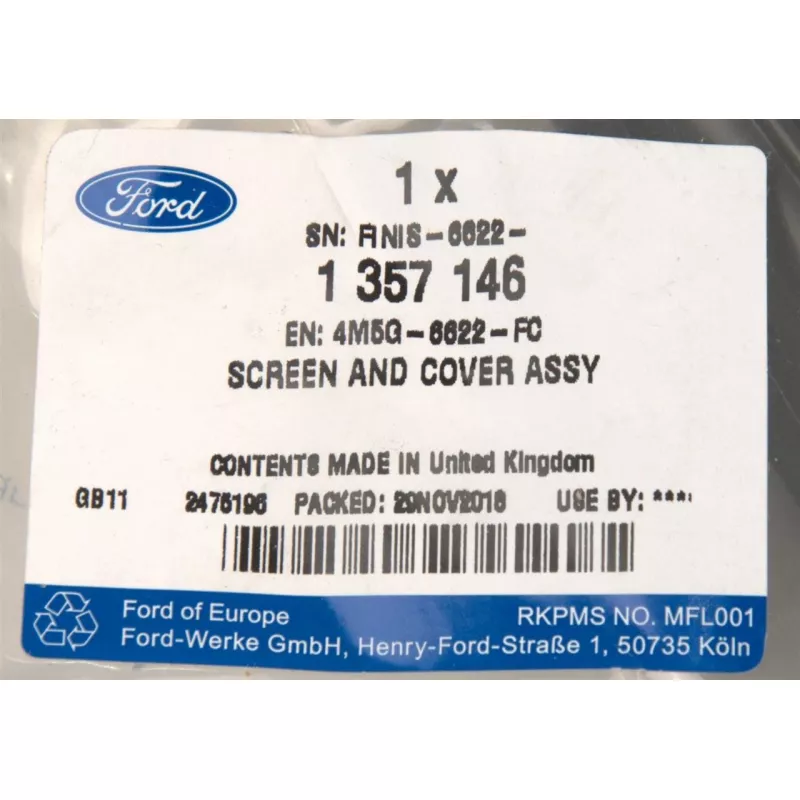 Ford
1 x
SN: FINIS-6622-
1 357 146
EN: 4M5G-6622-FC
SCREEN AND COVER ASSY
CONTENTS MADE IN United Kingdom
GB11 2475196 PACKED: 29NOV2016 USE BY: ****
Ford of Europe RKPMS NO. MFL001
Ford-Werke GmbH, Henry-Ford-Straße 1, 50735 Köln